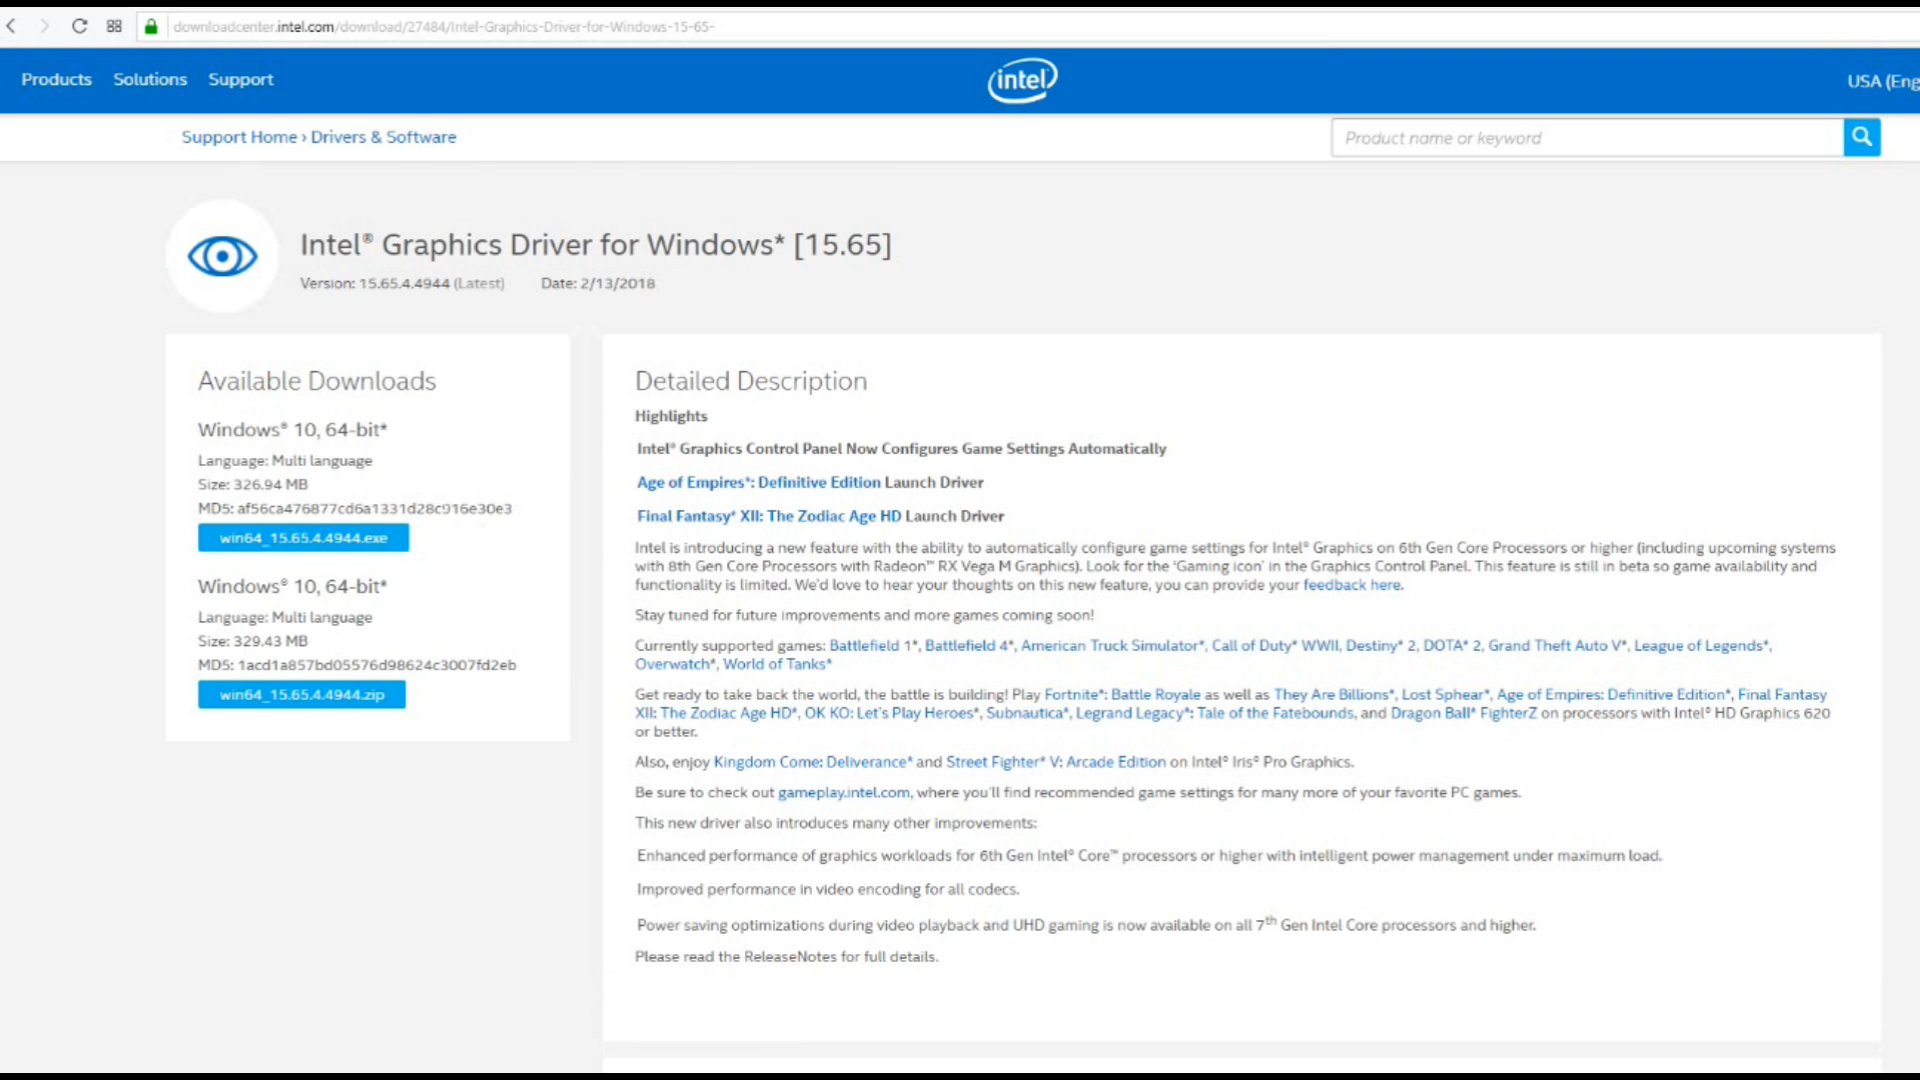 downloadcenter.intel.com/download/27484/Intel-Graphics-Driver-for-Windows-15-65-
Products Solutions Support
intel
USA (Eng
Support Home › Drivers & Software
Product name or keyword
Intel® Graphics Driver for Windows* [15.65]
Version: 15.65.4.4944 (Latest) Date: 2/13/2018
Available Downloads
Windows® 10, 64-bit*
Language: Multi language
Size: 326.94 MB
MD5: af56ca476877cd6a1331d28c916e30e3
win64_15.65.4.4944.exe
Windows® 10, 64-bit*
Language: Multi language
Size: 329.43 MB
MD5: 1acd1a857bd05576d98624c3007fd2eb
win64_15.65.4.4944.zip
Detailed Description
Highlights
Intel® Graphics Control Panel Now Configures Game Settings Automatically
Age of Empires*: Definitive Edition Launch Driver
Final Fantasy* XII: The Zodiac Age HD Launch Driver
Intel is introducing a new feature with the ability to automatically configure game settings for Intel® Graphics on 6th Gen Core Processors or higher (including upcoming systems
with 8th Gen Core Processors with Radeon™ RX Vega M Graphics). Look for the 'Gaming icon' in the Graphics Control Panel. This feature is still in beta so game availability and
functionality is limited. We'd love to hear your thoughts on this new feature, you can provide your feedback here.
Stay tuned for future improvements and more games coming soon!
Currently supported games: Battlefield 1*, Battlefield 4*, American Truck Simulator*, Call of Duty* WWII, Destiny* 2, DOTA* 2, Grand Theft Auto V*, League of Legends*,
Overwatch*, World of Tanks*
Get ready to take back the world, the battle is building! Play Fortnite*: Battle Royale as well as They Are Billions*, Lost Sphear*, Age of Empires: Definitive Edition*, Final Fantasy
XII: The Zodiac Age HD*, OK KO: Let's Play Heroes*, Subnautica*, Legrand Legacy*: Tale of the Fatebounds, and Dragon Ball* FighterZ on processors with Intel® HD Graphics 620
or better.
Also, enjoy Kingdom Come: Deliverance* and Street Fighter* V: Arcade Edition on Intel® Iris® Pro Graphics.
Be sure to check out gameplay.intel.com, where you'll find recommended game settings for many more of your favorite PC games.
This new driver also introduces many other improvements:
Enhanced performance of graphics workloads for 6th Gen Intel® Core™ processors or higher with intelligent power management under maximum load.
Improved performance in video encoding for all codecs.
Power saving optimizations during video playback and UHD gaming is now available on all 7th Gen Intel Core processors and higher.
Please read the ReleaseNotes for full details.